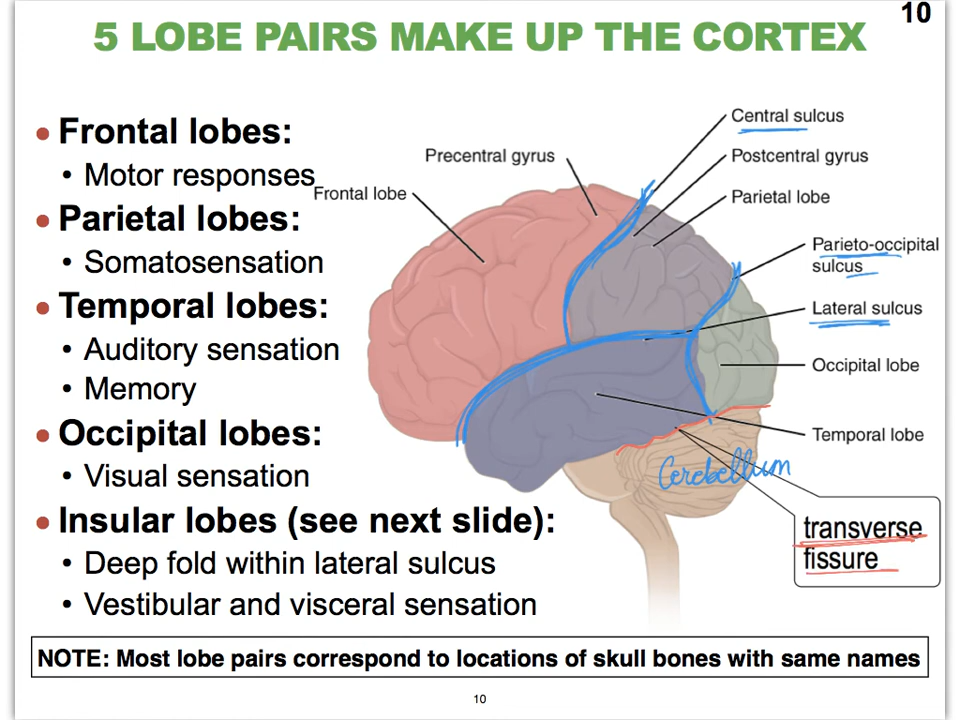 10
5 LOBE PAIRS MAKE UP THE CORTEX
• Frontal lobes:
• Motor responses
• Parietal lobes:
• Somatosensation
• Temporal lobes:
• Auditory sensation
• Memory
• Occipital lobes:
• Visual sensation
• Insular lobes (see next slide):
• Deep fold within lateral sulcus
• Vestibular and visceral sensation
Central sulcus
Precentral gyrus
Postcentral gyrus
Frontal lobe
Parietal lobe
Parieto-occipital
sulcus
Lateral sulcus
Occipital lobe
Temporal lobe
Cerebellum
transverse
fissure
NOTE: Most lobe pairs correspond to locations of skull bones with same names
10